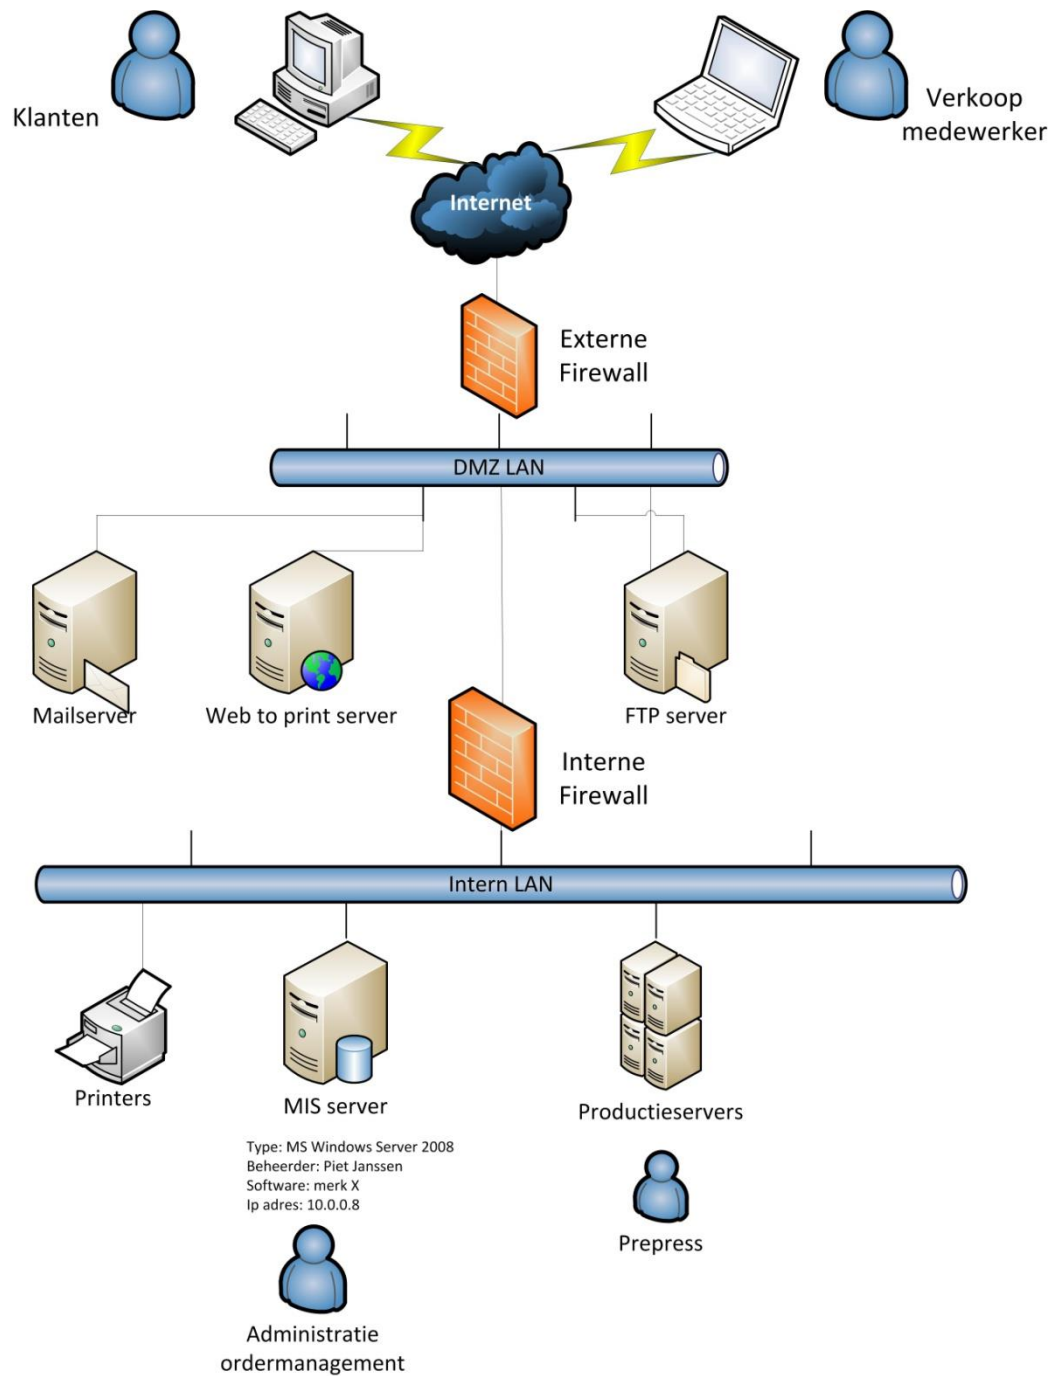 Klanten
Verkoop
medewerker
Internet
Externe
Firewall
DMZ LAN
Mailserver
Web to print server
FTP server
Interne
Firewall
Intern LAN
Printers
MIS server
Productieservers
Type: MS Windows Server 2008
Beheerder: Piet Janssen
Software: merk X
Ip adres: 10.0.0.8
Prepress
Administratie
ordermanagement